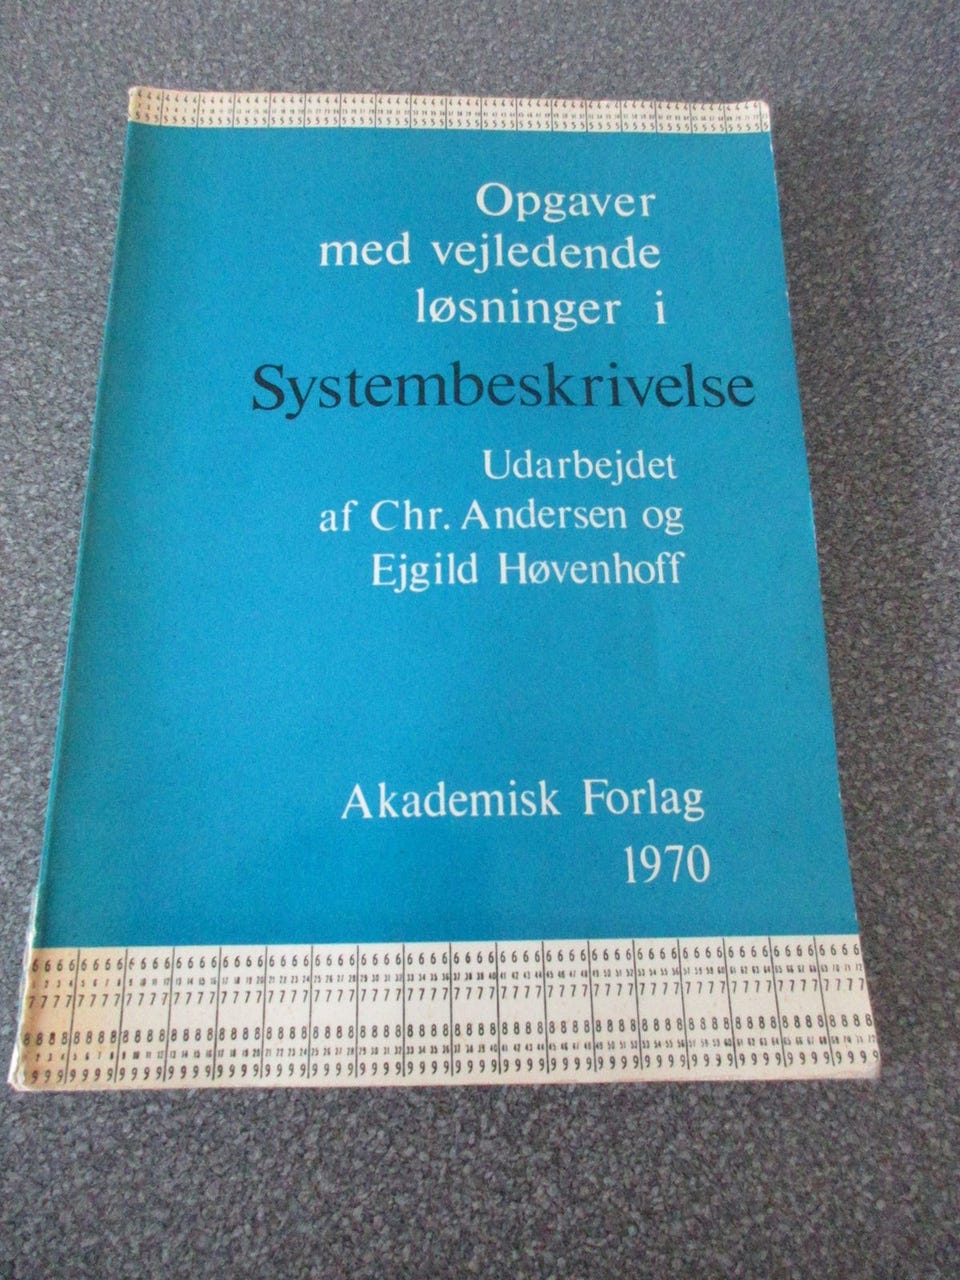 Opgaver
med vejledende
løsninger i
Systembeskrivelse
Udarbejdet
af Chr. Andersen og
Ejgild Høvenhoff
Akademisk Forlag
1970